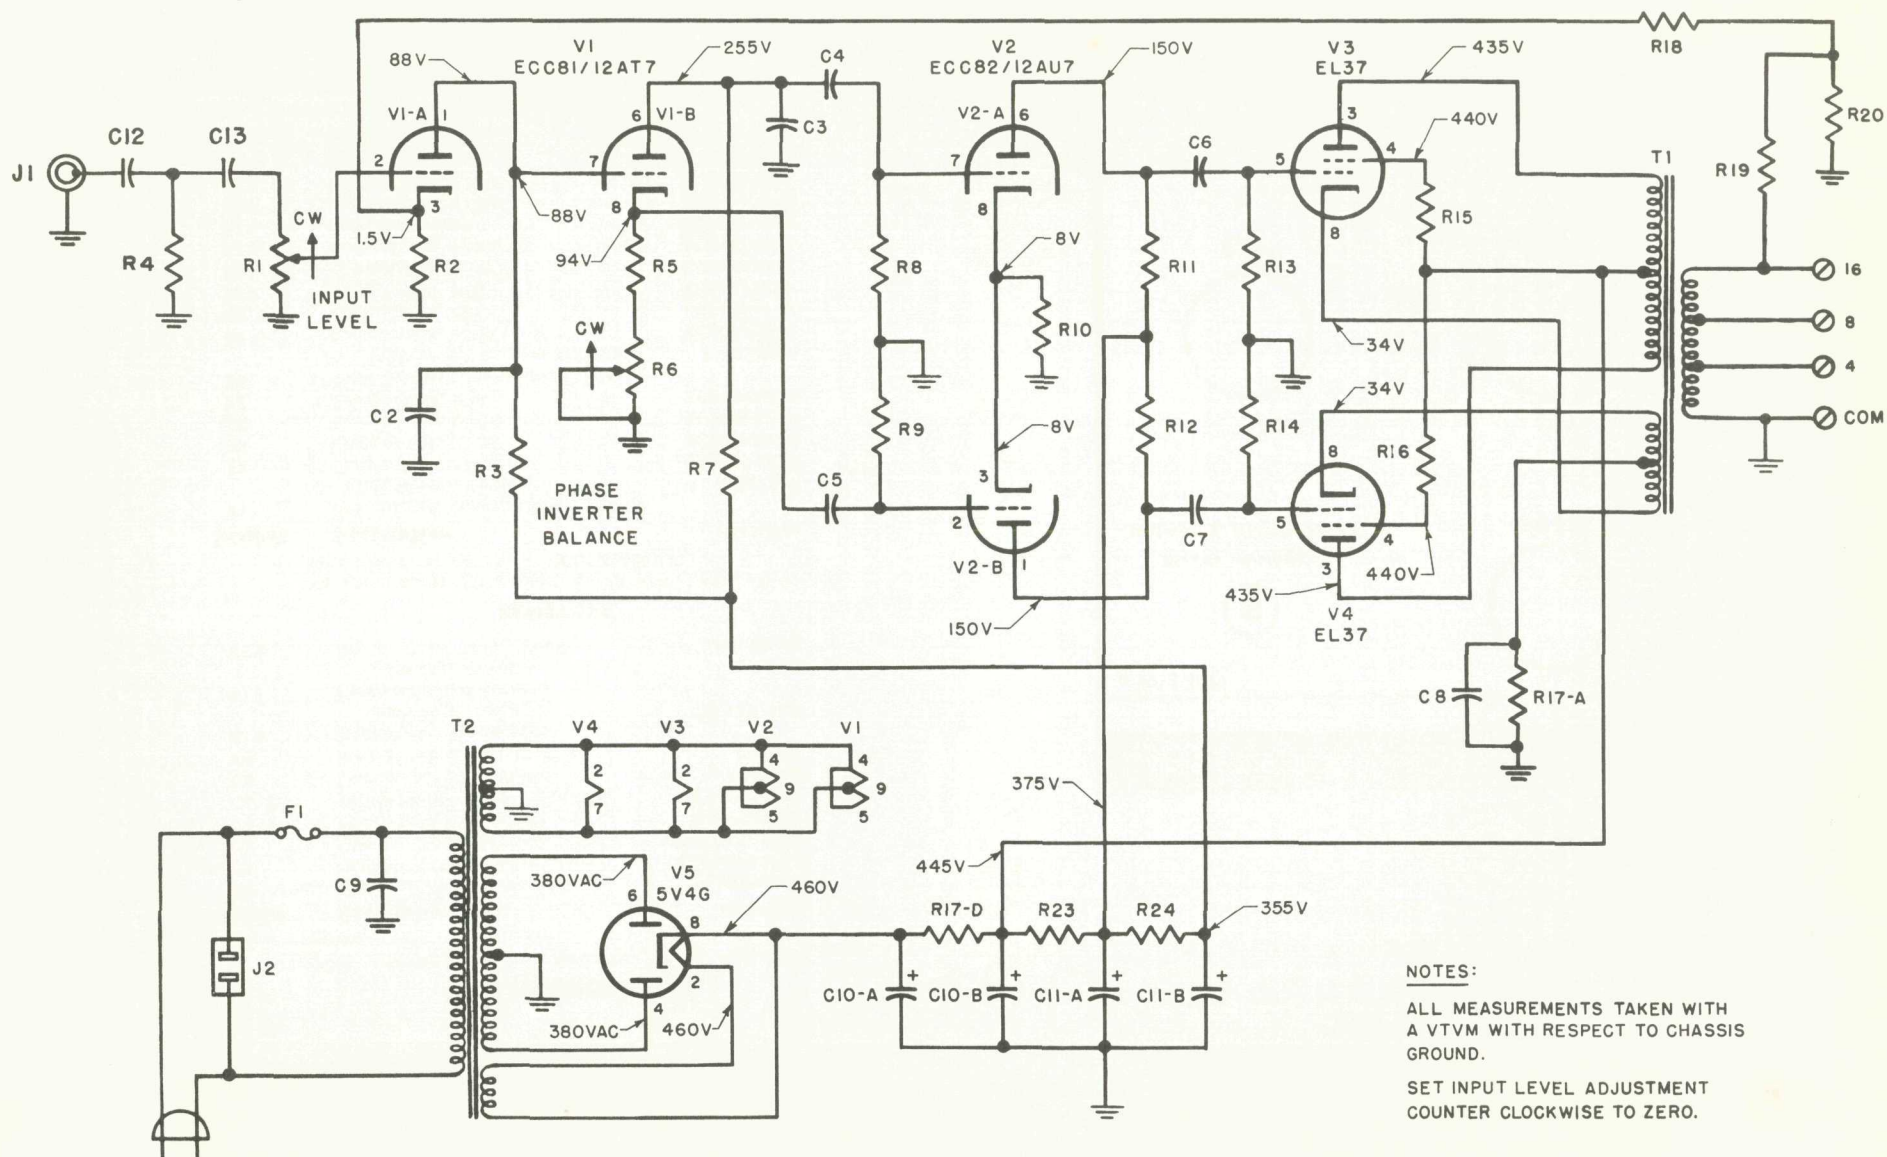 R18
88V
V1
ECC81/12AT7
255V
C4
V2
ECC82/12AU7
150V
V3
EL37
435V
V1-A
1
6
V1-B
C3
V2-A
6
3
440V
R20
J1
C12
C13
2
7
7
C6
5
4
T1
R19
3
8
88V
8
8
R15
CW
1.5V
94V
8V
R4
R1
R2
R5
R8
R11
R13
16
INPUT
LEVEL
CW
R6
R10
34V
8
C2
34V
4
R3
R7
R9
8V
R12
R14
R16
COM
8
PHASE
INVERTER
BALANCE
C5
3
2
C7
5
4
V2-B
1
3
440V
150V
435V
V4
EL37
C8
R17-A
T2
V4
V3
V2
V1
2
2
4
4
9
9
7
7
5
5
375V
F1
445V
C9
380VAC
V5
5V4G
460V
6
8
R17-D
R23
R24
355V
J2
2
+
+
+
+
C10-A
C10-B
C11-A
C11-B
4
380VAC
460V
NOTES:
ALL MEASUREMENTS TAKEN WITH
A VTVM WITH RESPECT TO CHASSIS
GROUND.
SET INPUT LEVEL ADJUSTMENT
COUNTER CLOCKWISE TO ZERO.